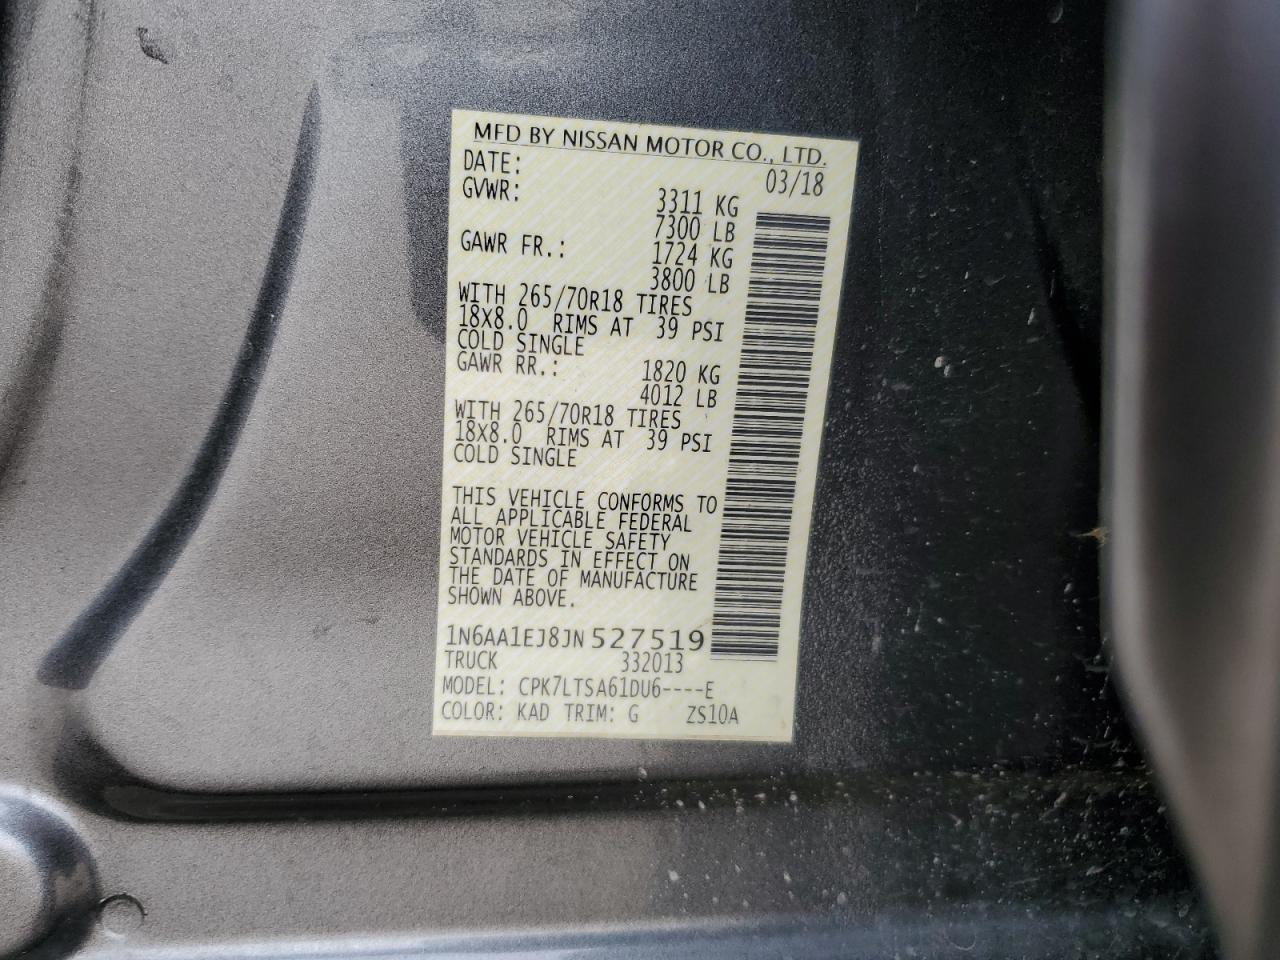 MFD BY NISSAN MOTOR CO., LTD.
DATE: 03/18
GVWR: 3311 KG
7300 LB
GAWR FR.: 1724 KG
3800 LB
WITH 265/70R18 TIRES
18X8.0 RIMS AT 39 PSI
COLD SINGLE
GAWR RR.: 1820 KG
4012 LB
WITH 265/70R18 TIRES
18X8.0 RIMS AT 39 PSI
COLD SINGLE
THIS VEHICLE CONFORMS TO
ALL APPLICABLE FEDERAL
MOTOR VEHICLE SAFETY
STANDARDS IN EFFECT ON
THE DATE OF MANUFACTURE
SHOWN ABOVE.
1N6AA1EJ8JN527519
TRUCK 332013
MODEL: CPK7LTSA61DU6----E
COLOR: KAD TRIM: G ZS10A